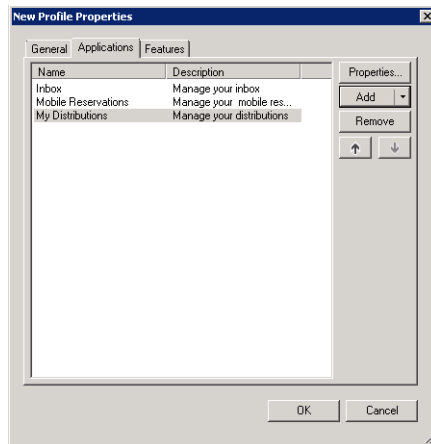 New Profile Properties
General Applications Features
Name Description
Inbox Manage your inbox
Mobile Reservations Manage your mobile res...
My Distributions Manage your distributions
Properties...
Add
Remove
OK Cancel